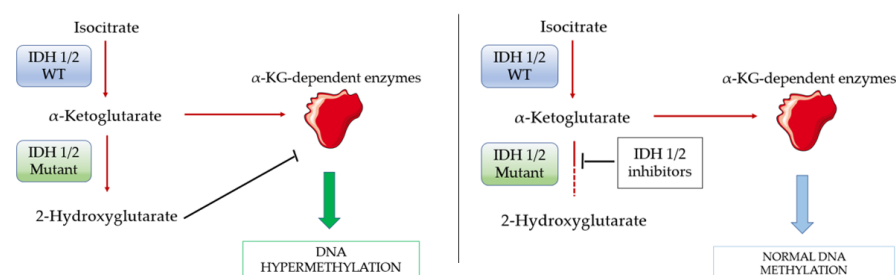 Isocitrate
IDH 1/2
WT
α-KG-dependent enzymes
α-Ketoglutarate
IDH 1/2
Mutant
2-Hydroxyglutarate
DNA
HYPERMETHYLATION
Isocitrate
IDH 1/2
WT
α-KG-dependent enzymes
α-Ketoglutarate
IDH 1/2
Mutant
IDH 1/2
inhibitors
2-Hydroxyglutarate
NORMAL DNA
METHYLATION